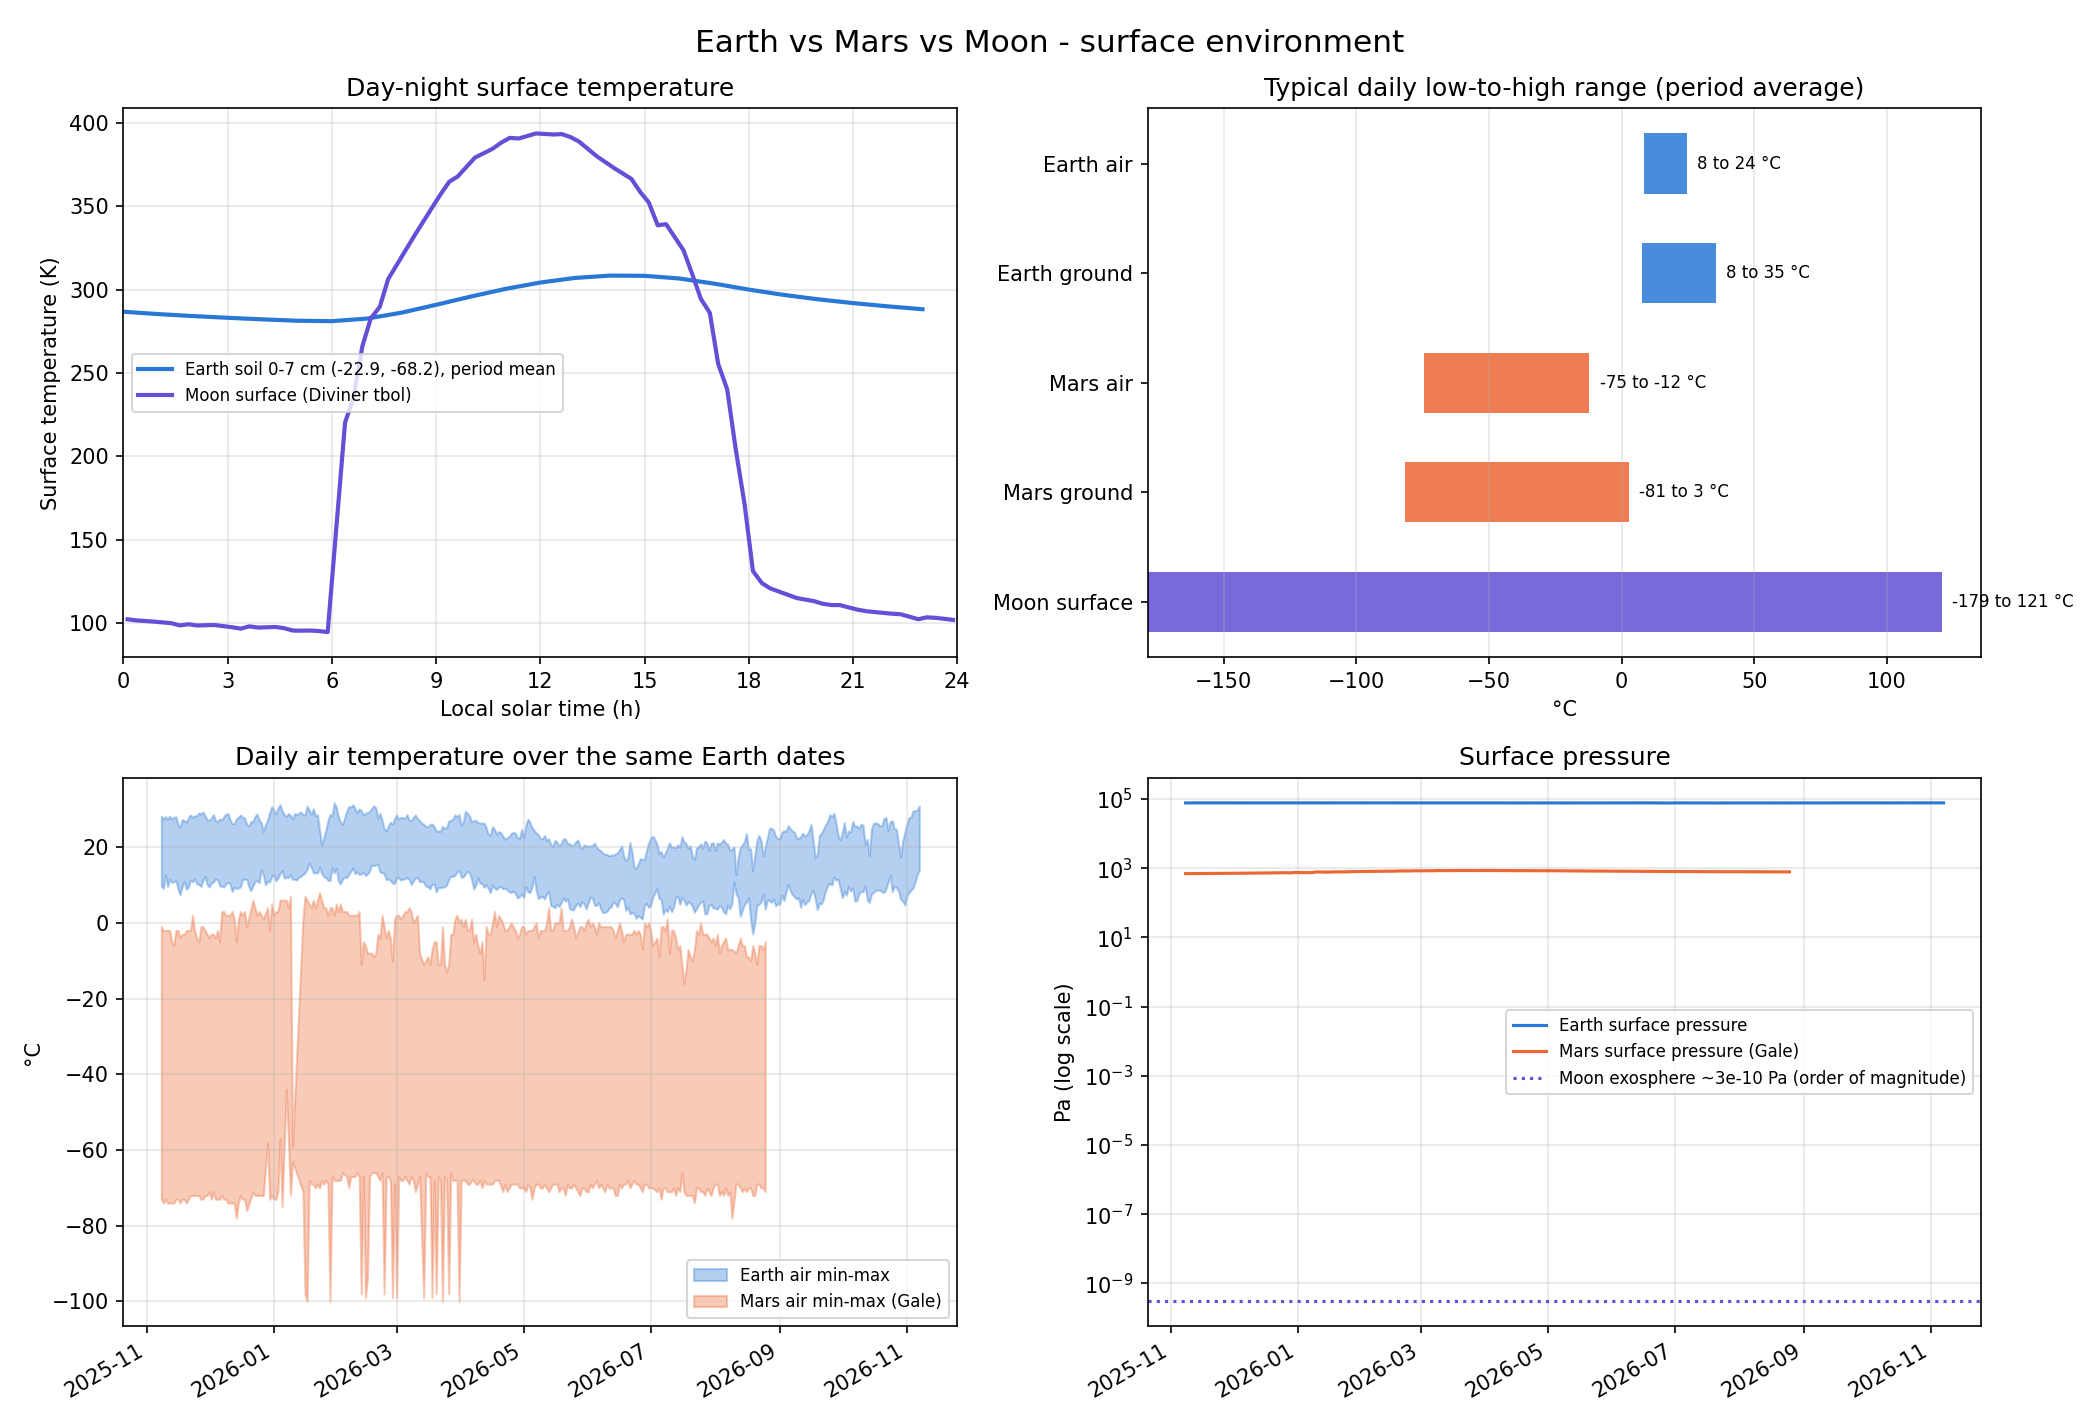 Earth vs Mars vs Moon - surface environment
Day-night surface temperature
Surface temperature (K)
400
350
300
250
200
150
100
Earth soil 0-7 cm (-22.9, -68.2), period mean
Moon surface (Diviner tbol)
0 3 6 9 12 15 18 21 24
Local solar time (h)
Typical daily low-to-high range (period average)
Earth air 8 to 24 °C
Earth ground 8 to 35 °C
Mars air -75 to -12 °C
Mars ground -81 to 3 °C
Moon surface -179 to 121 °C
−150 −100 −50 0 50 100
°C
Daily air temperature over the same Earth dates
°C
20
0
−20
−40
−60
−80
−100
Earth air min-max
Mars air min-max (Gale)
2025-11 2026-01 2026-03 2026-05 2026-07 2026-09 2026-11
Surface pressure
Pa (log scale)
10⁵
10³
10¹
10⁻¹
10⁻³
10⁻⁵
10⁻⁷
10⁻⁹
Earth surface pressure
Mars surface pressure (Gale)
Moon exosphere ~3e-10 Pa (order of magnitude)
2025-11 2026-01 2026-03 2026-05 2026-07 2026-09 2026-11